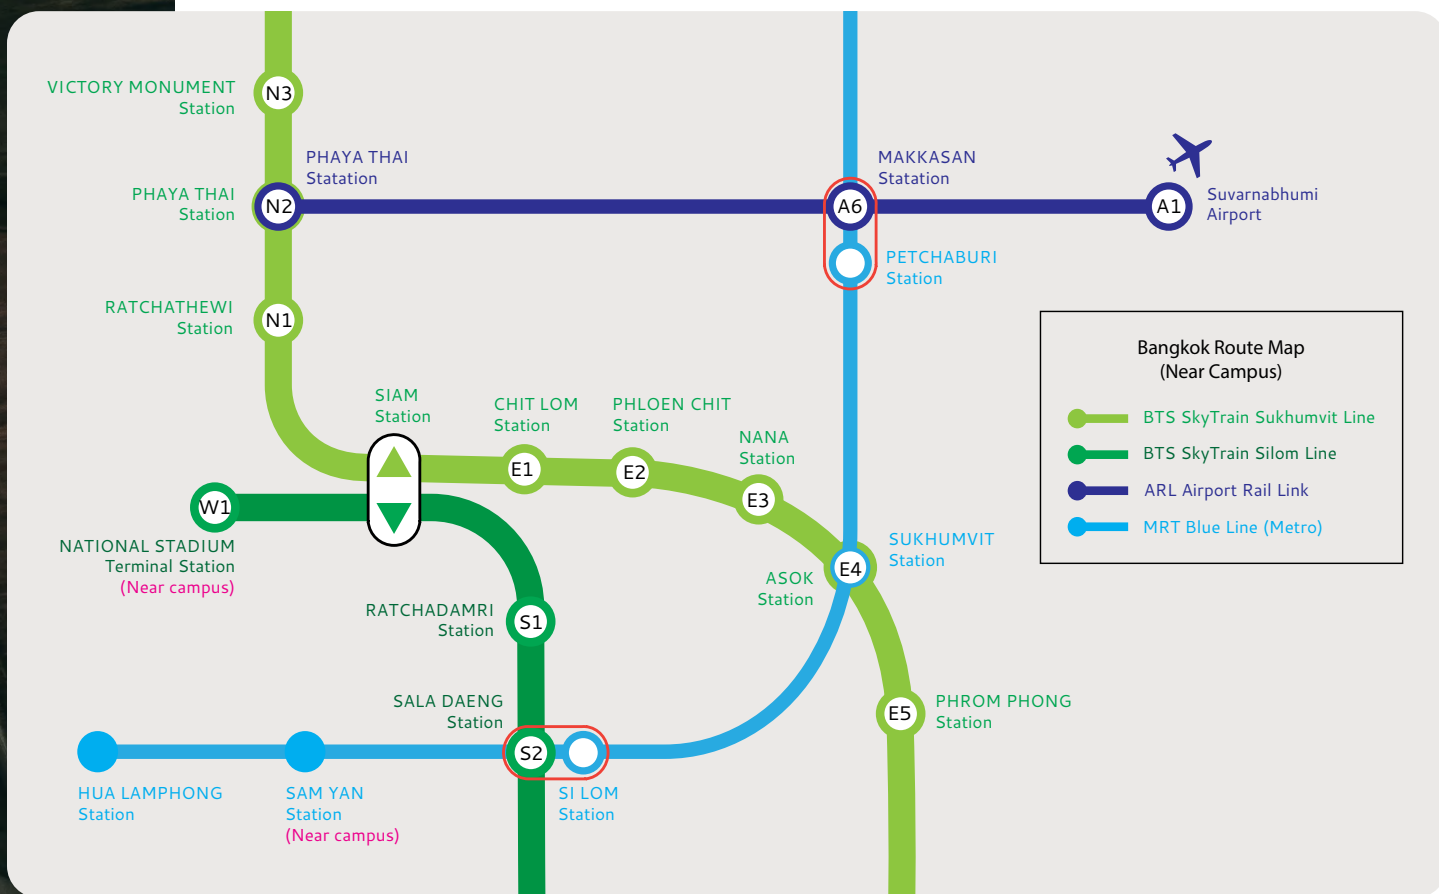 VICTORY MONUMENT
Station
N3
PHAYA THAI
Statation
MAKKASAN
Statation
PHAYA THAI
Station
N2
A6
A1
Suvarnabhumi
Airport
PETCHABURI
Station
RATCHATHEWI
Station
N1
Bangkok Route Map
(Near Campus)
BTS SkyTrain Sukhumvit Line
BTS SkyTrain Silom Line
ARL Airport Rail Link
MRT Blue Line (Metro)
SIAM
Station
CHIT LOM
Station
PHLOEN CHIT
Station
NANA
Station
E1
E2
E3
W1
NATIONAL STADIUM
Terminal Station
(Near campus)
SUKHUMVIT
Station
E4
ASOK
Station
RATCHADAMRI
Station
S1
SALA DAENG
Station
E5
PHROM PHONG
Station
S2
HUA LAMPHONG
Station
SAM YAN
Station
(Near campus)
SI LOM
Station